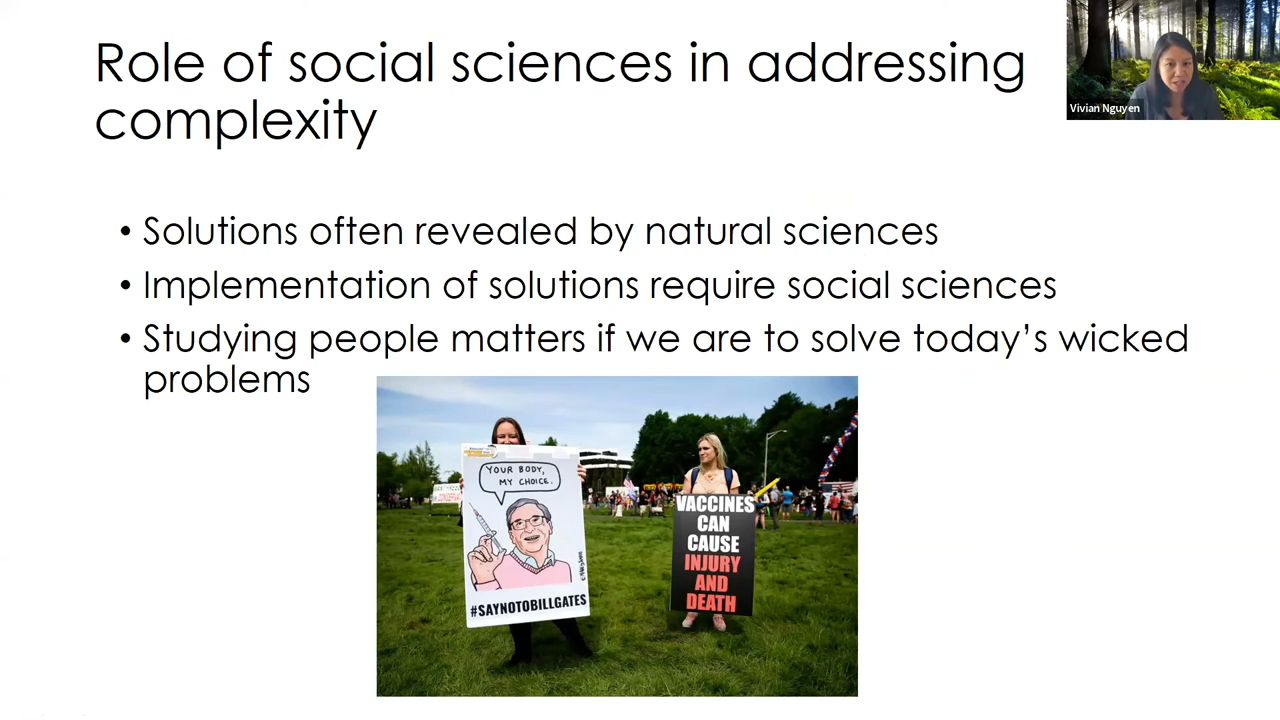 Role of social sciences in addressing
complexity
Vivian Nguyen
• Solutions often revealed by natural sciences
• Implementation of solutions require social sciences
• Studying people matters if we are to solve today's wicked
problems
YOUR BODY,
MY CHOICE.
#SAYNOTOBILLGATES
VACCINES
CAN
CAUSE
INJURY
AND
DEATH